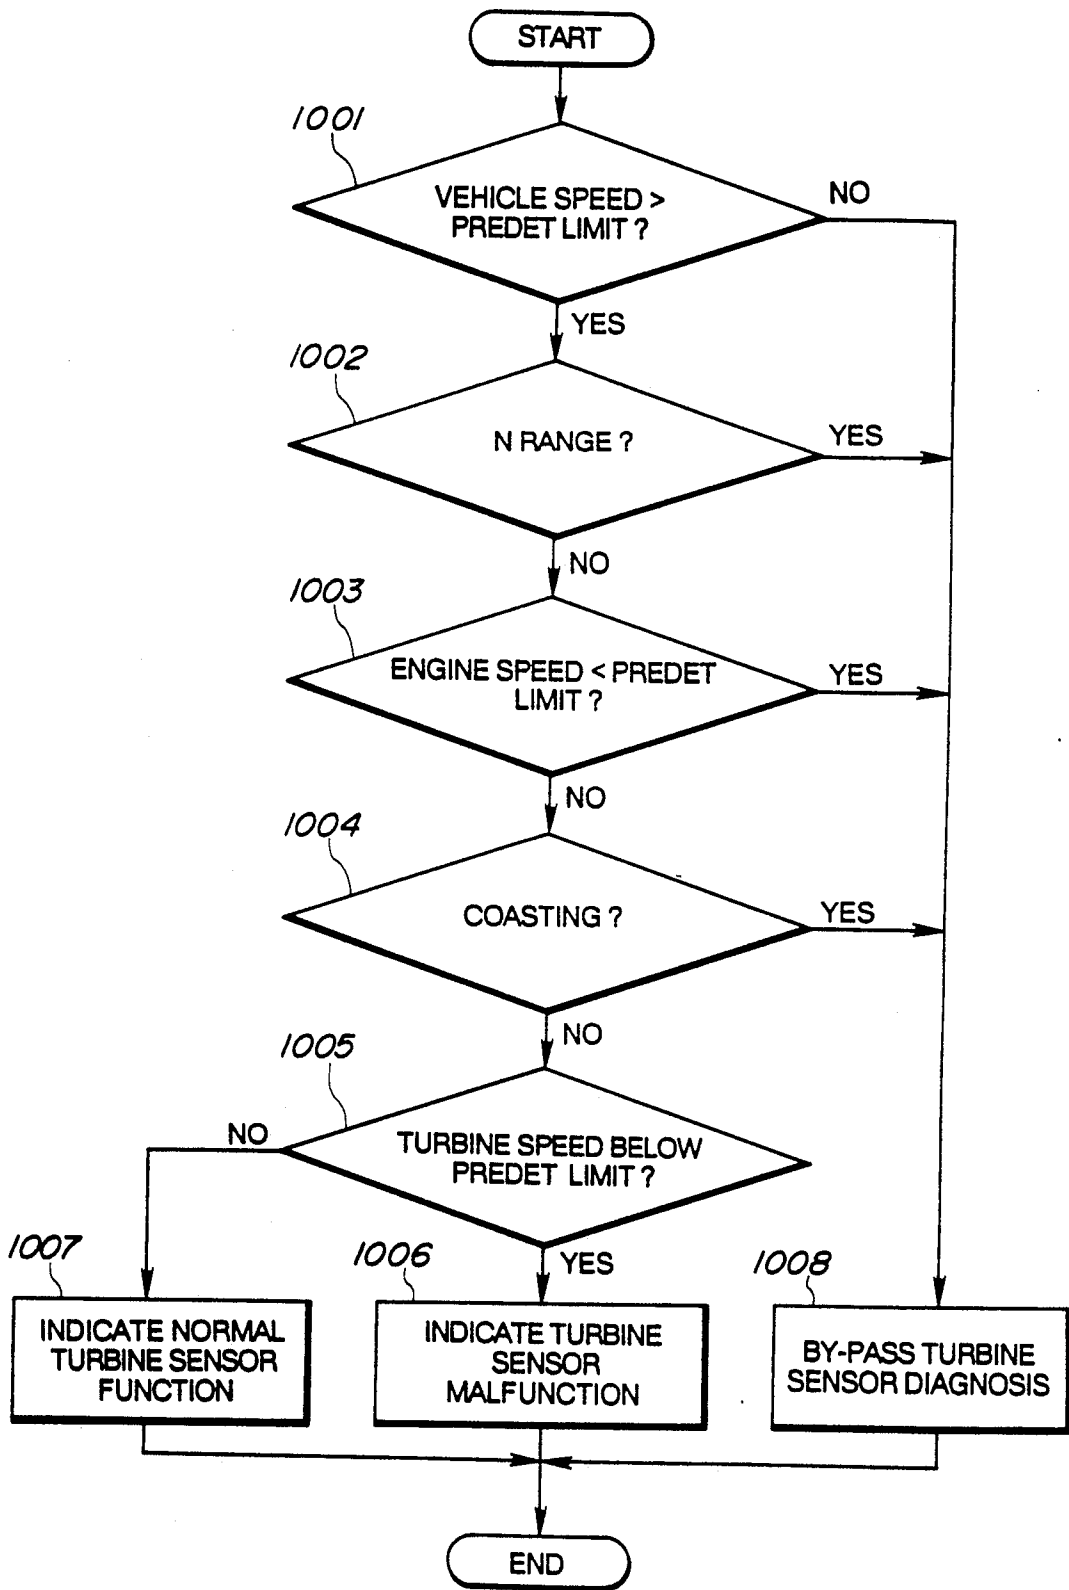 START
1001
VEHICLE SPEED >
PREDET LIMIT ?
NO
YES
1002
N RANGE ?
YES
NO
1003
ENGINE SPEED < PREDET
LIMIT ?
YES
NO
1004
COASTING ?
YES
NO
1005
TURBINE SPEED BELOW
PREDET LIMIT ?
NO
YES
1007
INDICATE NORMAL
TURBINE SENSOR
FUNCTION
1006
INDICATE TURBINE
SENSOR
MALFUNCTION
1008
BY-PASS TURBINE
SENSOR DIAGNOSIS
END